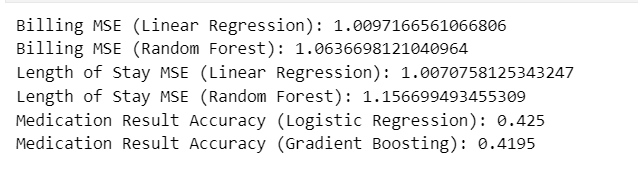 Billing MSE (Linear Regression): 1.0097166561066806
Billing MSE (Random Forest): 1.0636698121040964
Length of Stay MSE (Linear Regression): 1.0070758125343247
Length of Stay MSE (Random Forest): 1.156699493455309
Medication Result Accuracy (Logistic Regression): 0.425
Medication Result Accuracy (Gradient Boosting): 0.4195